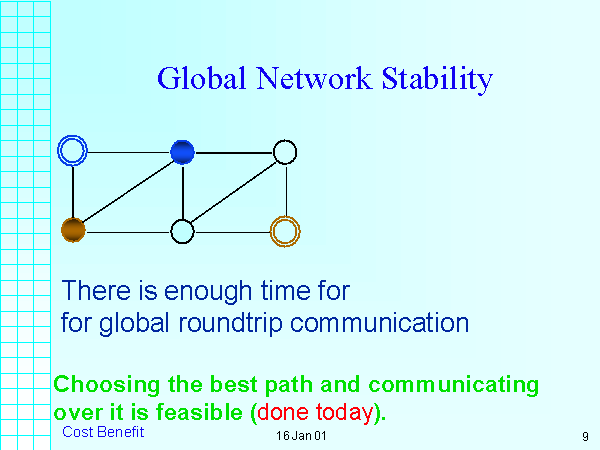 Global Network Stability
There is enough time for
for global roundtrip communication
Choosing the best path and communicating
over it is feasible (done today).
Cost Benefit
16 Jan 01
9